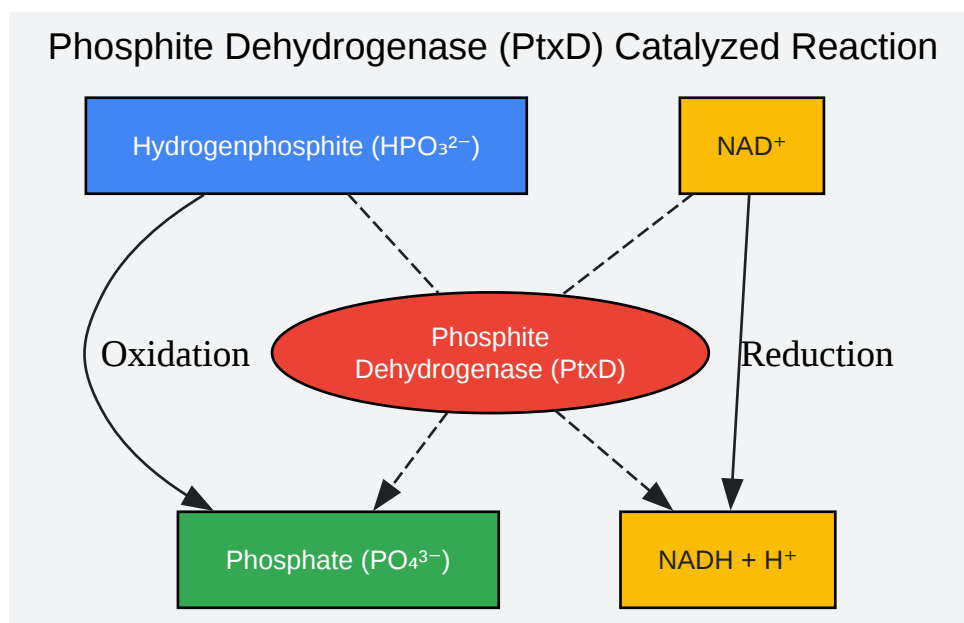 Phosphite Dehydrogenase (PtxD) Catalyzed Reaction
Hydrogenphosphite (HPO₃²⁻)
NAD⁺
Phosphite
Dehydrogenase (PtxD)
Oxidation
Reduction
Phosphate (PO₄³⁻)
NADH + H⁺